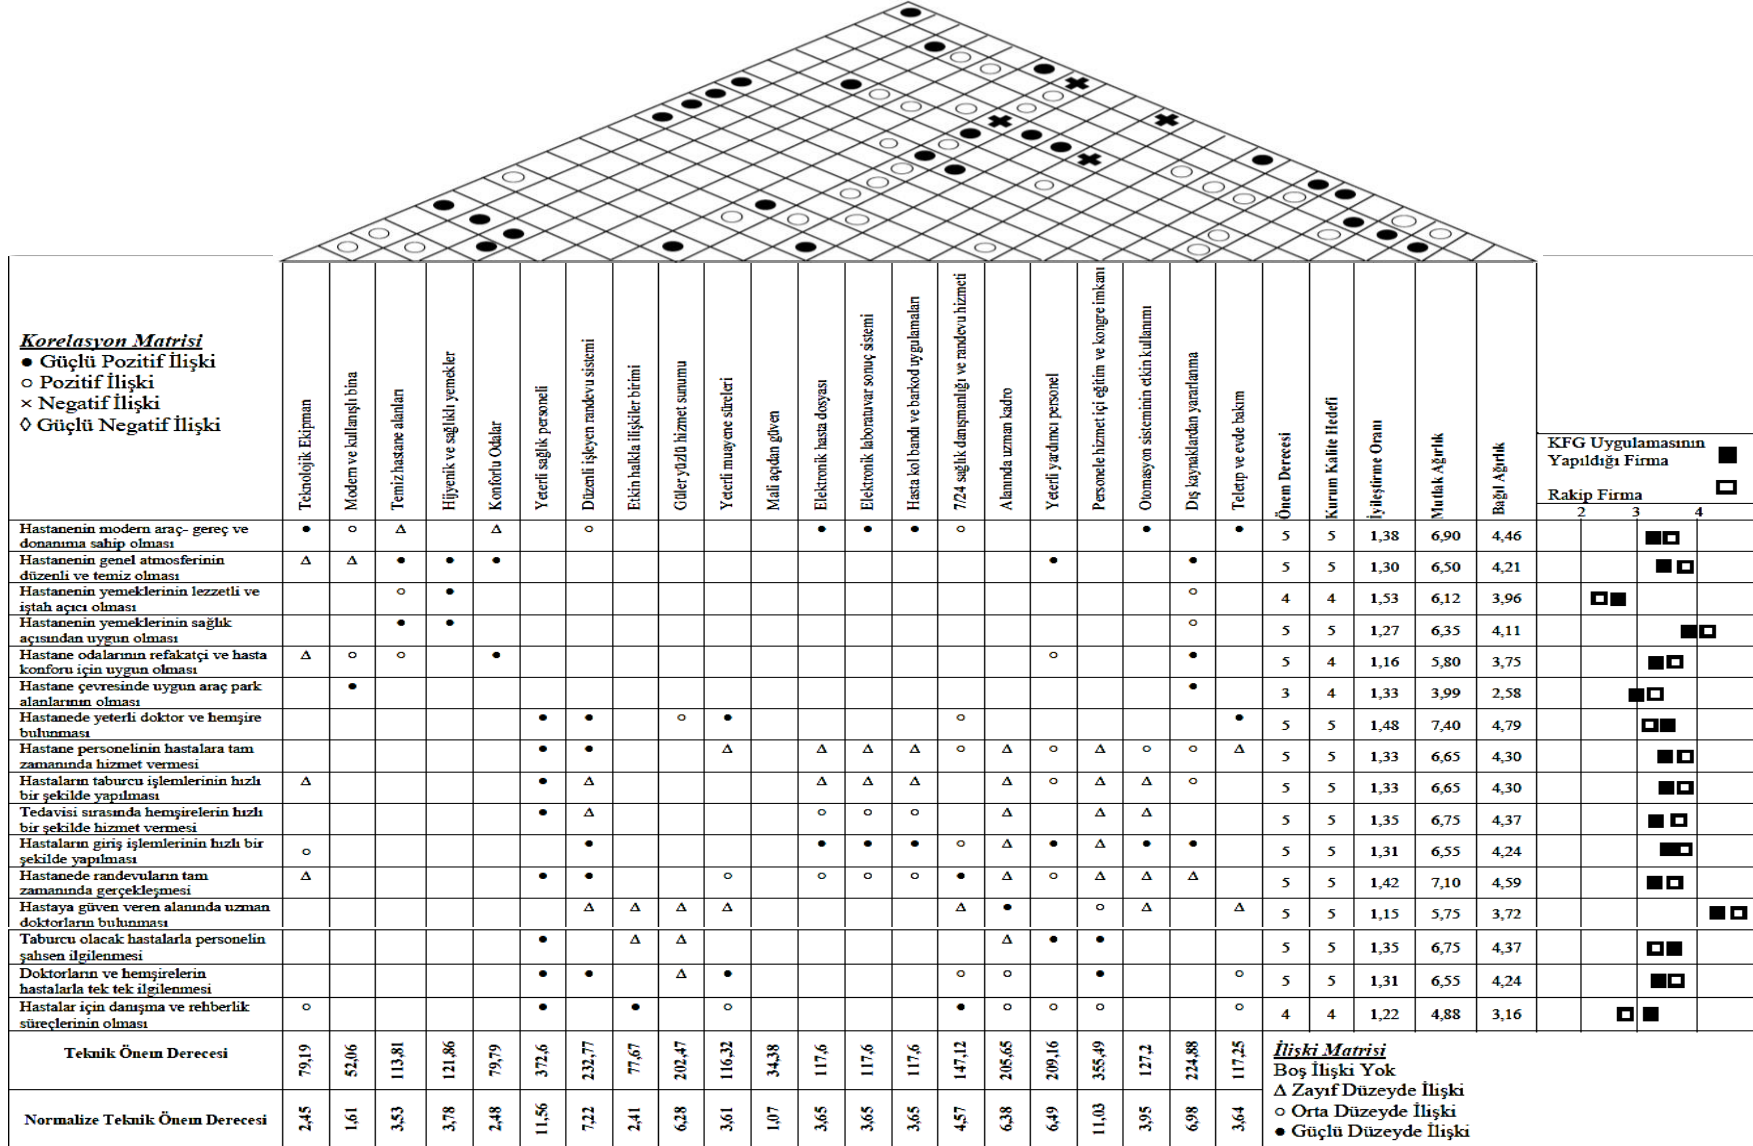 Korelasyon Matrisi
● Güçlü Pozitif İlişki
○ Pozitif İlişki
× Negatif İlişki
◊ Güçlü Negatif İlişki
Teknolojik Ekipman
Modern ve kullanışlı bina
Temiz hastane alanları
Hijyenik ve sağlıklı yemekler
Konforlu Odalar
Yeterli sağlık personeli
Düzenli işleyen randevu sistemi
Etkin halkla ilişkiler birimi
Güler yüzlü hizmet sunumu
Yeterli muayene süreleri
Mali açıdan güven
Elektronik hasta dosyası
Elektronik laboratuvar sonuç sistemi
Hasta kol bandı ve barkod uygulamaları
7/24 sağlık danışmanlığı ve randevu hizmeti
Alanında uzman kadro
Yeterli yardımcı personel
Personele hizmet içi eğitim ve kongre imkanı
Otomasyon sisteminin etkin kullanımı
Dış kaynaklardan yararlanma
Teletıp ve evde bakım
Önem Derecesi
Kurum Kalite Hedefi
İyileştirme Oranı
Mutlak Ağırlık
Bağıl Ağırlık
KFG Uygulamasının
Yapıldığı Firma
Rakip Firma
2 3 4
Hastanenin modern araç- gereç ve
donanıma sahip olması
● ○ Δ Δ ○ ● ● ● ○ ● ● 5 5 1,38 6,90 4,46
Hastanenin genel atmosferinin
düzenli ve temiz olması
Δ Δ ● ● ● ● ● 5 5 1,30 6,50 4,21
Hastanenin yemeklerinin lezzetli ve
iştah açıcı olması
○ ● ○ 4 4 1,53 6,12 3,96
Hastanenin yemeklerinin sağlık
açısından uygun olması
● ● ○ 5 5 1,27 6,35 4,11
Hastane odalarının refakatçi ve hasta
konforu için uygun olması
Δ ○ ○ ● ○ ● 5 4 1,16 5,80 3,75
Hastane çevresinde uygun araç park
alanlarının olması
● ● 3 4 1,33 3,99 2,58
Hastanede yeterli doktor ve hemşire
bulunması
● ● ○ ● ○ ● 5 5 1,48 7,40 4,79
Hastane personelinin hastalara tam
zamanında hizmet vermesi
● ● Δ Δ Δ Δ ○ Δ ○ Δ ○ ○ Δ 5 5 1,33 6,65 4,30
Hastaların taburcu işlemlerinin hızlı
bir şekilde yapılması
Δ ● Δ Δ Δ Δ Δ ○ Δ Δ ○ 5 5 1,33 6,65 4,30
Tedavisi sırasında hemşirelerin hızlı
bir şekilde hizmet vermesi
● Δ ○ ○ ○ Δ Δ Δ 5 5 1,35 6,75 4,37
Hastaların giriş işlemlerinin hızlı bir
şekilde yapılması
○ ● ● ● ● ○ Δ ● Δ ● ● 5 5 1,31 6,55 4,24
Hastanede randevuların tam
zamanında gerçekleşmesi
Δ ● ● ○ ○ ○ ○ ● Δ ○ Δ Δ Δ 5 5 1,42 7,10 4,59
Hastaya güven veren alanında uzman
doktorların bulunması
Δ Δ Δ Δ Δ ● ○ Δ Δ 5 5 1,15 5,75 3,72
Taburcu olacak hastalarla personelin
şahsen ilgilenmesi
● Δ Δ Δ ● ● 5 5 1,35 6,75 4,37
Doktorların ve hemşirelerin
hastalarla tek tek ilgilenmesi
● ● Δ ● ○ ○ ● ○ 5 5 1,31 6,55 4,24
Hastalar için danışma ve rehberlik
süreçlerinin olması
○ ● ● ○ ● ○ ○ ○ ○ 4 4 1,22 4,88 3,16
Teknik Önem Derecesi 79,19 52,06 113,81 121,86 79,79 372,6 232,77 77,67 202,47 116,32 34,38 117,6 117,6 117,6 147,12 205,65 209,16 355,49 127,2 224,88 117,25
Normalize Teknik Önem Derecesi 2,45 1,61 3,53 3,78 2,48 11,56 7,22 2,41 6,28 3,61 1,07 3,65 3,65 3,65 4,57 6,38 6,49 11,03 3,95 6,98 3,64
İlişki Matrisi
Boş İlişki Yok
Δ Zayıf Düzeyde İlişki
○ Orta Düzeyde İlişki
● Güçlü Düzeyde İlişki